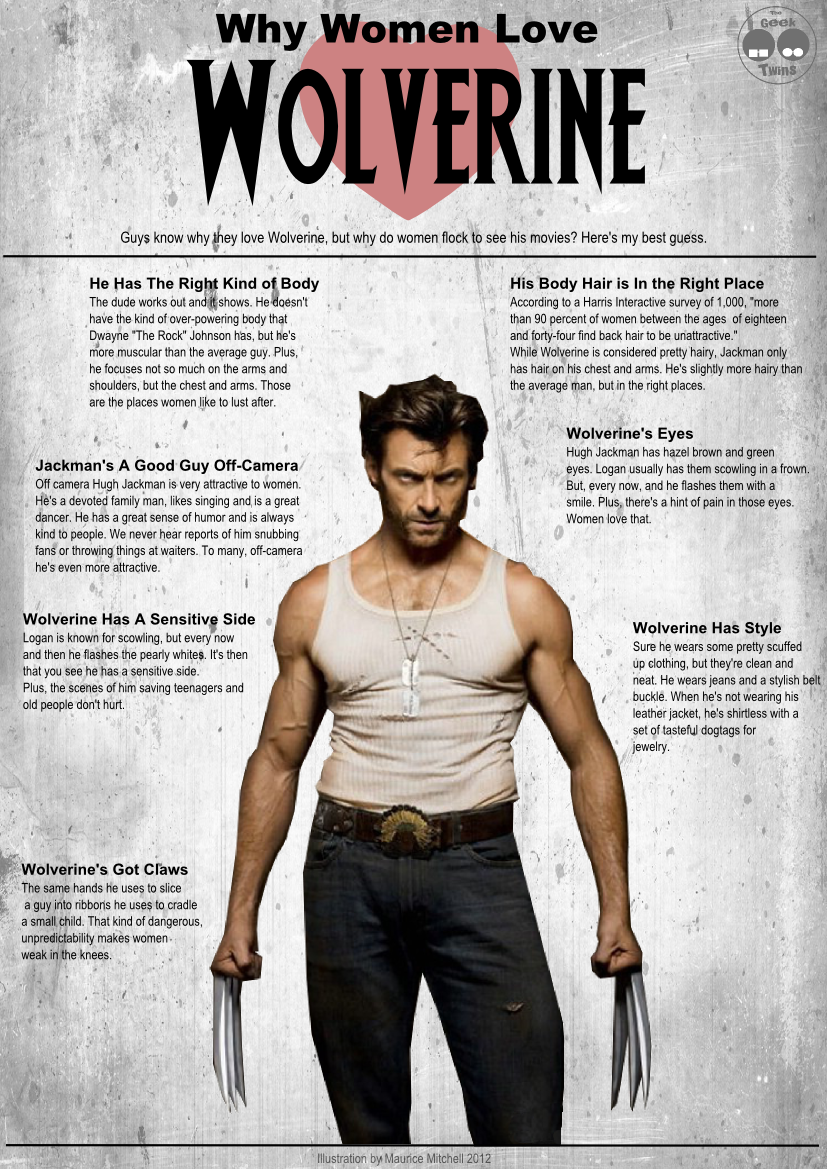 Why Women Love
WOLVERINE
The
Geek
Twins
Guys know why they love Wolverine, but why do women flock to see his movies? Here's my best guess.
He Has The Right Kind of Body
The dude works out and it shows. He doesn't
have the kind of over-powering body that
Dwayne "The Rock" Johnson has, but he's
more muscular than the average guy. Plus,
he focuses not so much on the arms and
shoulders, but the chest and arms. Those
are the places women like to lust after.
His Body Hair is In the Right Place
According to a Harris Interactive survey of 1,000, "more
than 90 percent of women between the ages of eighteen
and forty-four find back hair to be unattractive."
While Wolverine is considered pretty hairy, Jackman only
has hair on his chest and arms. He's slightly more hairy than
the average man, but in the right places.
Wolverine's Eyes
Hugh Jackman has hazel brown and green
eyes. Logan usually has them scowling in a frown.
But, every now, and he flashes them with a
smile. Plus, there's a hint of pain in those eyes.
Women love that.
Jackman's A Good Guy Off-Camera
Off camera Hugh Jackman is very attractive to women.
He's a devoted family man, likes singing and is a great
dancer. He has a great sense of humor and is always
kind to people. We never hear reports of him snubbing
fans or throwing things at waiters. To many, off-camera
he's even more attractive.
Wolverine Has A Sensitive Side
Logan is known for scowling, but every now
and then he flashes the pearly whites. It's then
that you see he has a sensitive side.
Plus, the scenes of him saving teenagers and
old people don't hurt.
Wolverine Has Style
Sure he wears some pretty scuffed
up clothing, but they're clean and
neat. He wears jeans and a stylish belt
buckle. When he's not wearing his
leather jacket, he's shirtless with a
set of tasteful dogtags for
jewelry.
Wolverine's Got Claws
The same hands he uses to slice
a guy into ribbons he uses to cradle
a small child. That kind of dangerous,
unpredictability makes women
weak in the knees.
Illustration by Maurice Mitchell 2012